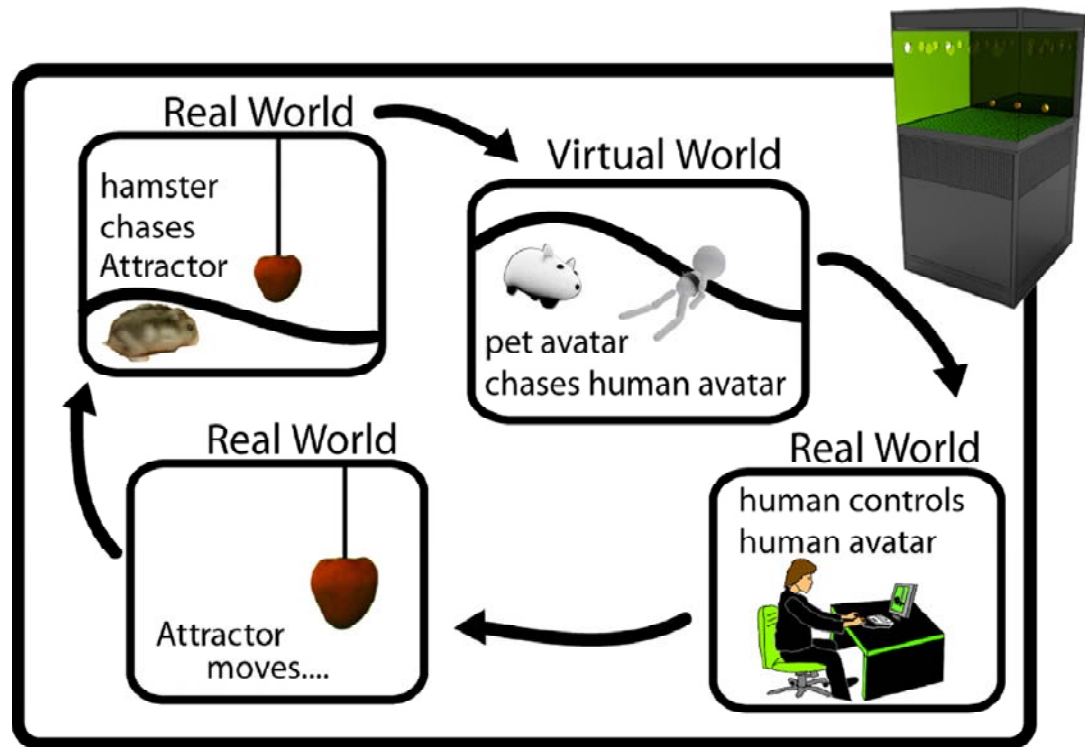 Real World
hamster
chases
Attractor
Virtual World
pet avatar
chases human avatar
Real World
human controls
human avatar
Real World
Attractor
moves....